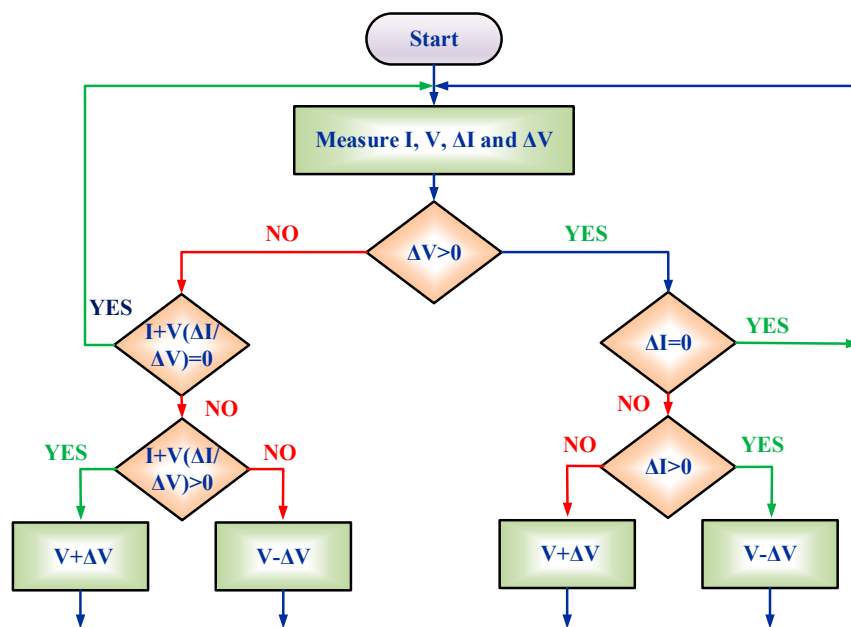 Start
Measure I, V, ΔI and ΔV
NO
YES
ΔV>0
YES
I+V(ΔI/
ΔV)=0
ΔI=0
YES
NO
NO
YES
I+V(ΔI/
ΔV)>0
NO
NO
ΔI>0
YES
V+ΔV
V-ΔV
V+ΔV
V-ΔV